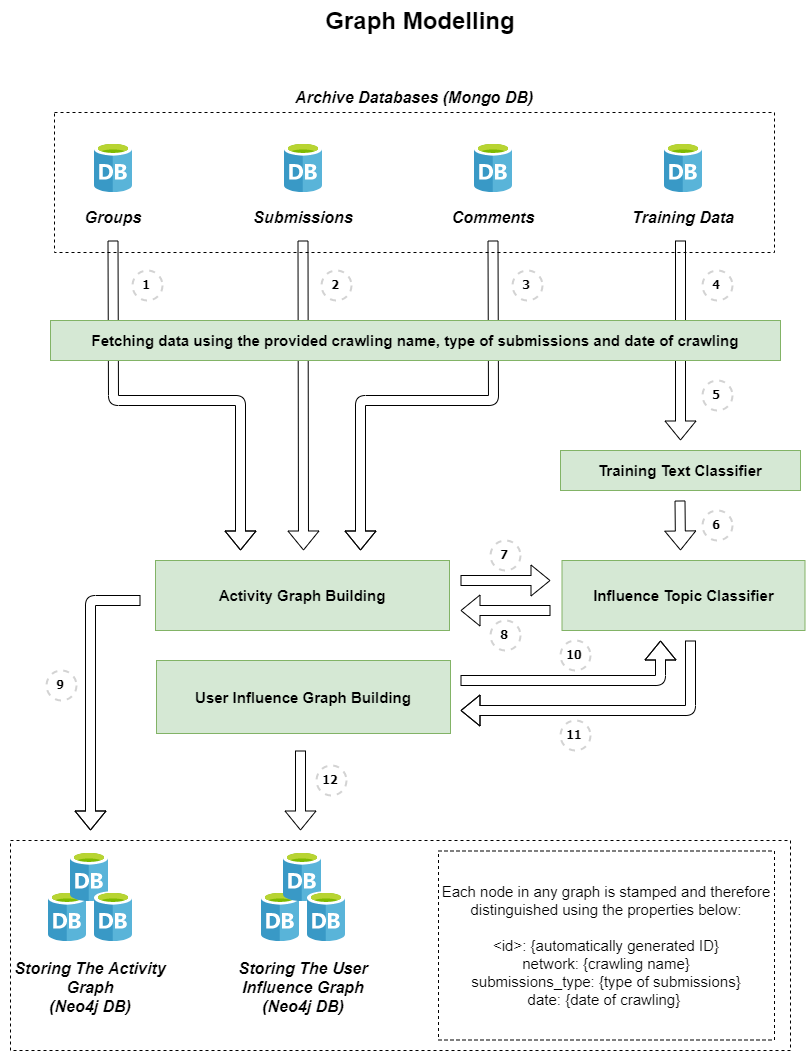 Graph Modelling
Archive Databases (Mongo DB)
DB
DB
DB
DB
Groups
Submissions
Comments
Training Data
1
2
3
4
Fetching data using the provided crawling name, type of submissions and date of crawling
5
Training Text Classifier
6
7
Activity Graph Building
Influence Topic Classifier
8
10
9
User Influence Graph Building
11
12
DB
DB
DB
DB
DB
DB
Storing The Activity
Graph
(Neo4j DB)
Storing The User
Influence Graph
(Neo4j DB)
Each node in any graph is stamped and therefore
distinguished using the properties below:
<id>: {automatically generated ID}
network: {crawling name}
submissions_type: {type of submissions}
date: {date of crawling}